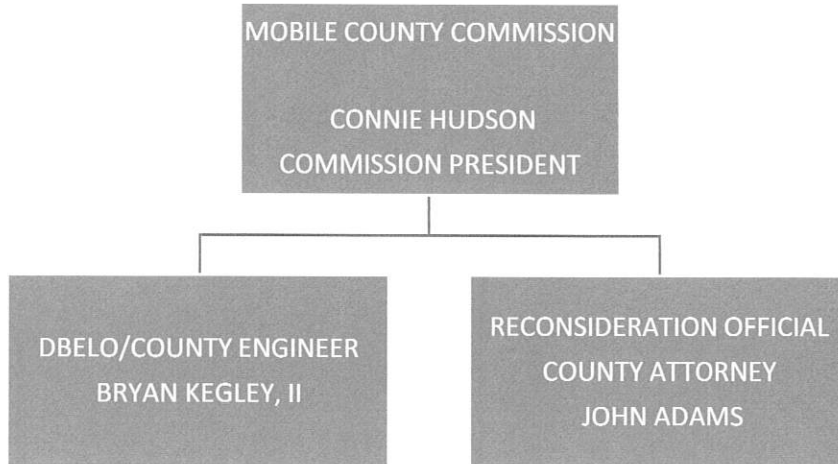 MOBILE COUNTY COMMISSION
CONNIE HUDSON
COMMISSION PRESIDENT
DBELO/COUNTY ENGINEER
BRYAN KEGLEY, II
RECONSIDERATION OFFICIAL
COUNTY ATTORNEY
JOHN ADAMS